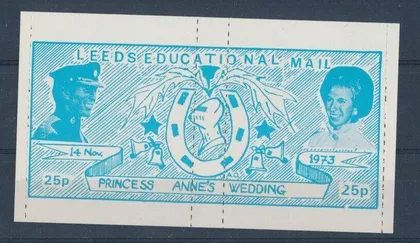 LEEDS EDUCATIONAL MAIL
14 Nov. 1973
25p PRINCESS ANNE'S WEDDING 25p